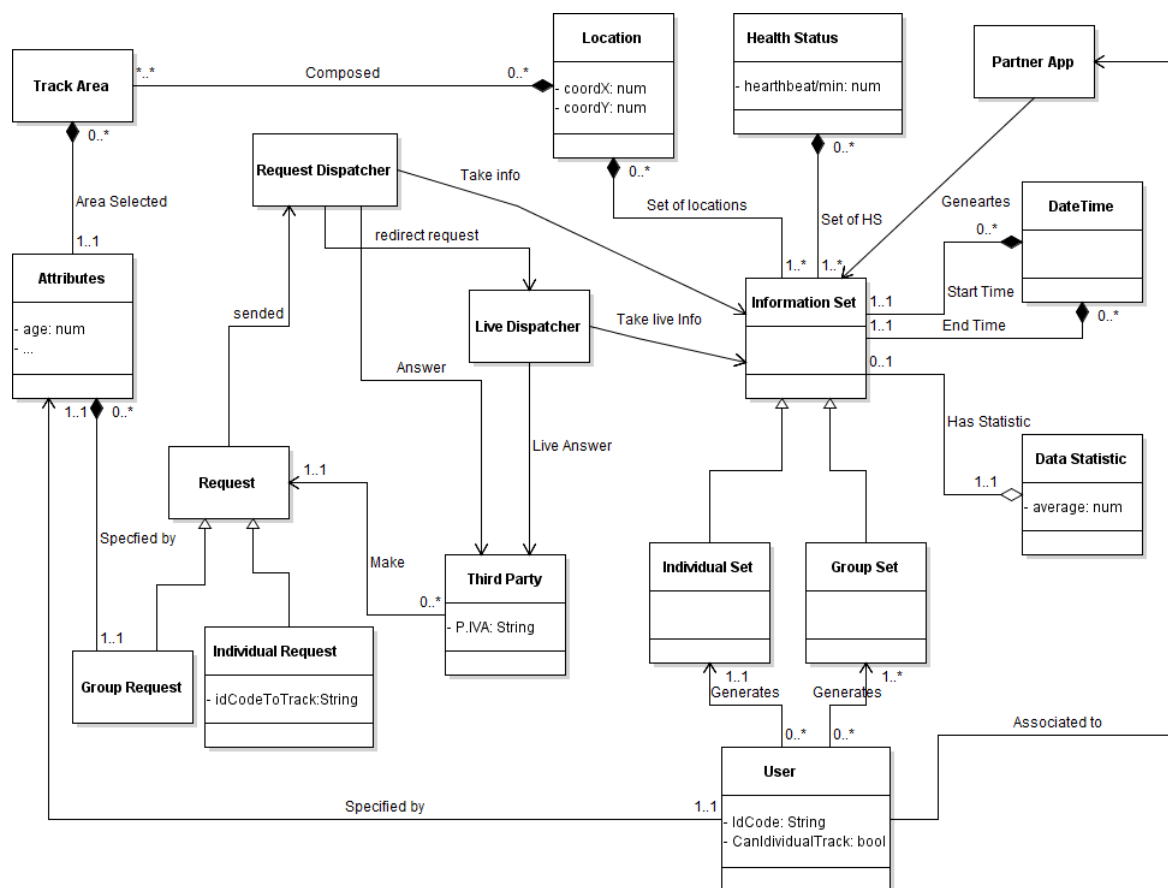 Location
Health Status
Track Area
*..*
Composed
0..*
- coordX: num
- coordY: num
- hearthbeat/min: num
Partner App
0..*
Request Dispatcher
Take info
0..*
0..*
Area Selected
Set of locations
Set of HS
Geneartes
DateTime
redirect request
0..*
1..1
Attributes
1..*
1..*
Information Set
1..1
Start Time
- age: num
- ...
sended
Live Dispatcher
Take live Info
1..1
End Time
0..*
0..1
Answer
1..1
0..*
Has Statistic
Live Answer
Request
1..1
Data Statistic
1..1
- average: num
Specfied by
Make
Third Party
Individual Set
Group Set
0..*
- P.IVA: String
1..1
Individual Request
Group Request
- idCodeToTrack:String
1..1
1..*
Generates
Generates
Associated to
0..*
0..*
User
Specified by
1..1
- IdCode: String
- CanIdividualTrack: bool